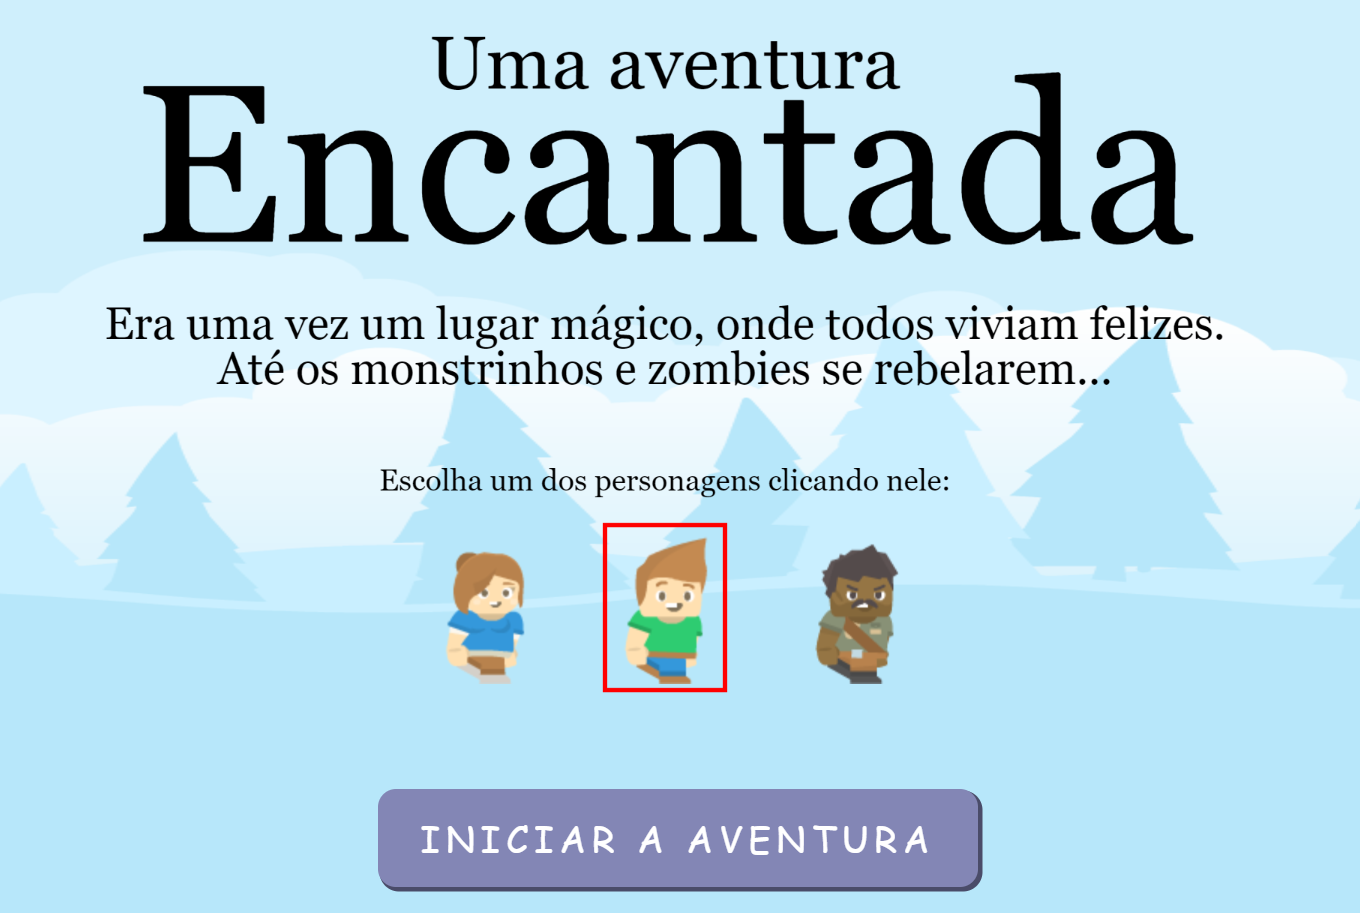 Uma aventura
Encantada
Era uma vez um lugar mágico, onde todos viviam felizes.
Até os monstrinhos e zombies se rebelarem...
Escolha um dos personagens clicando nele:
INICIAR A AVENTURA